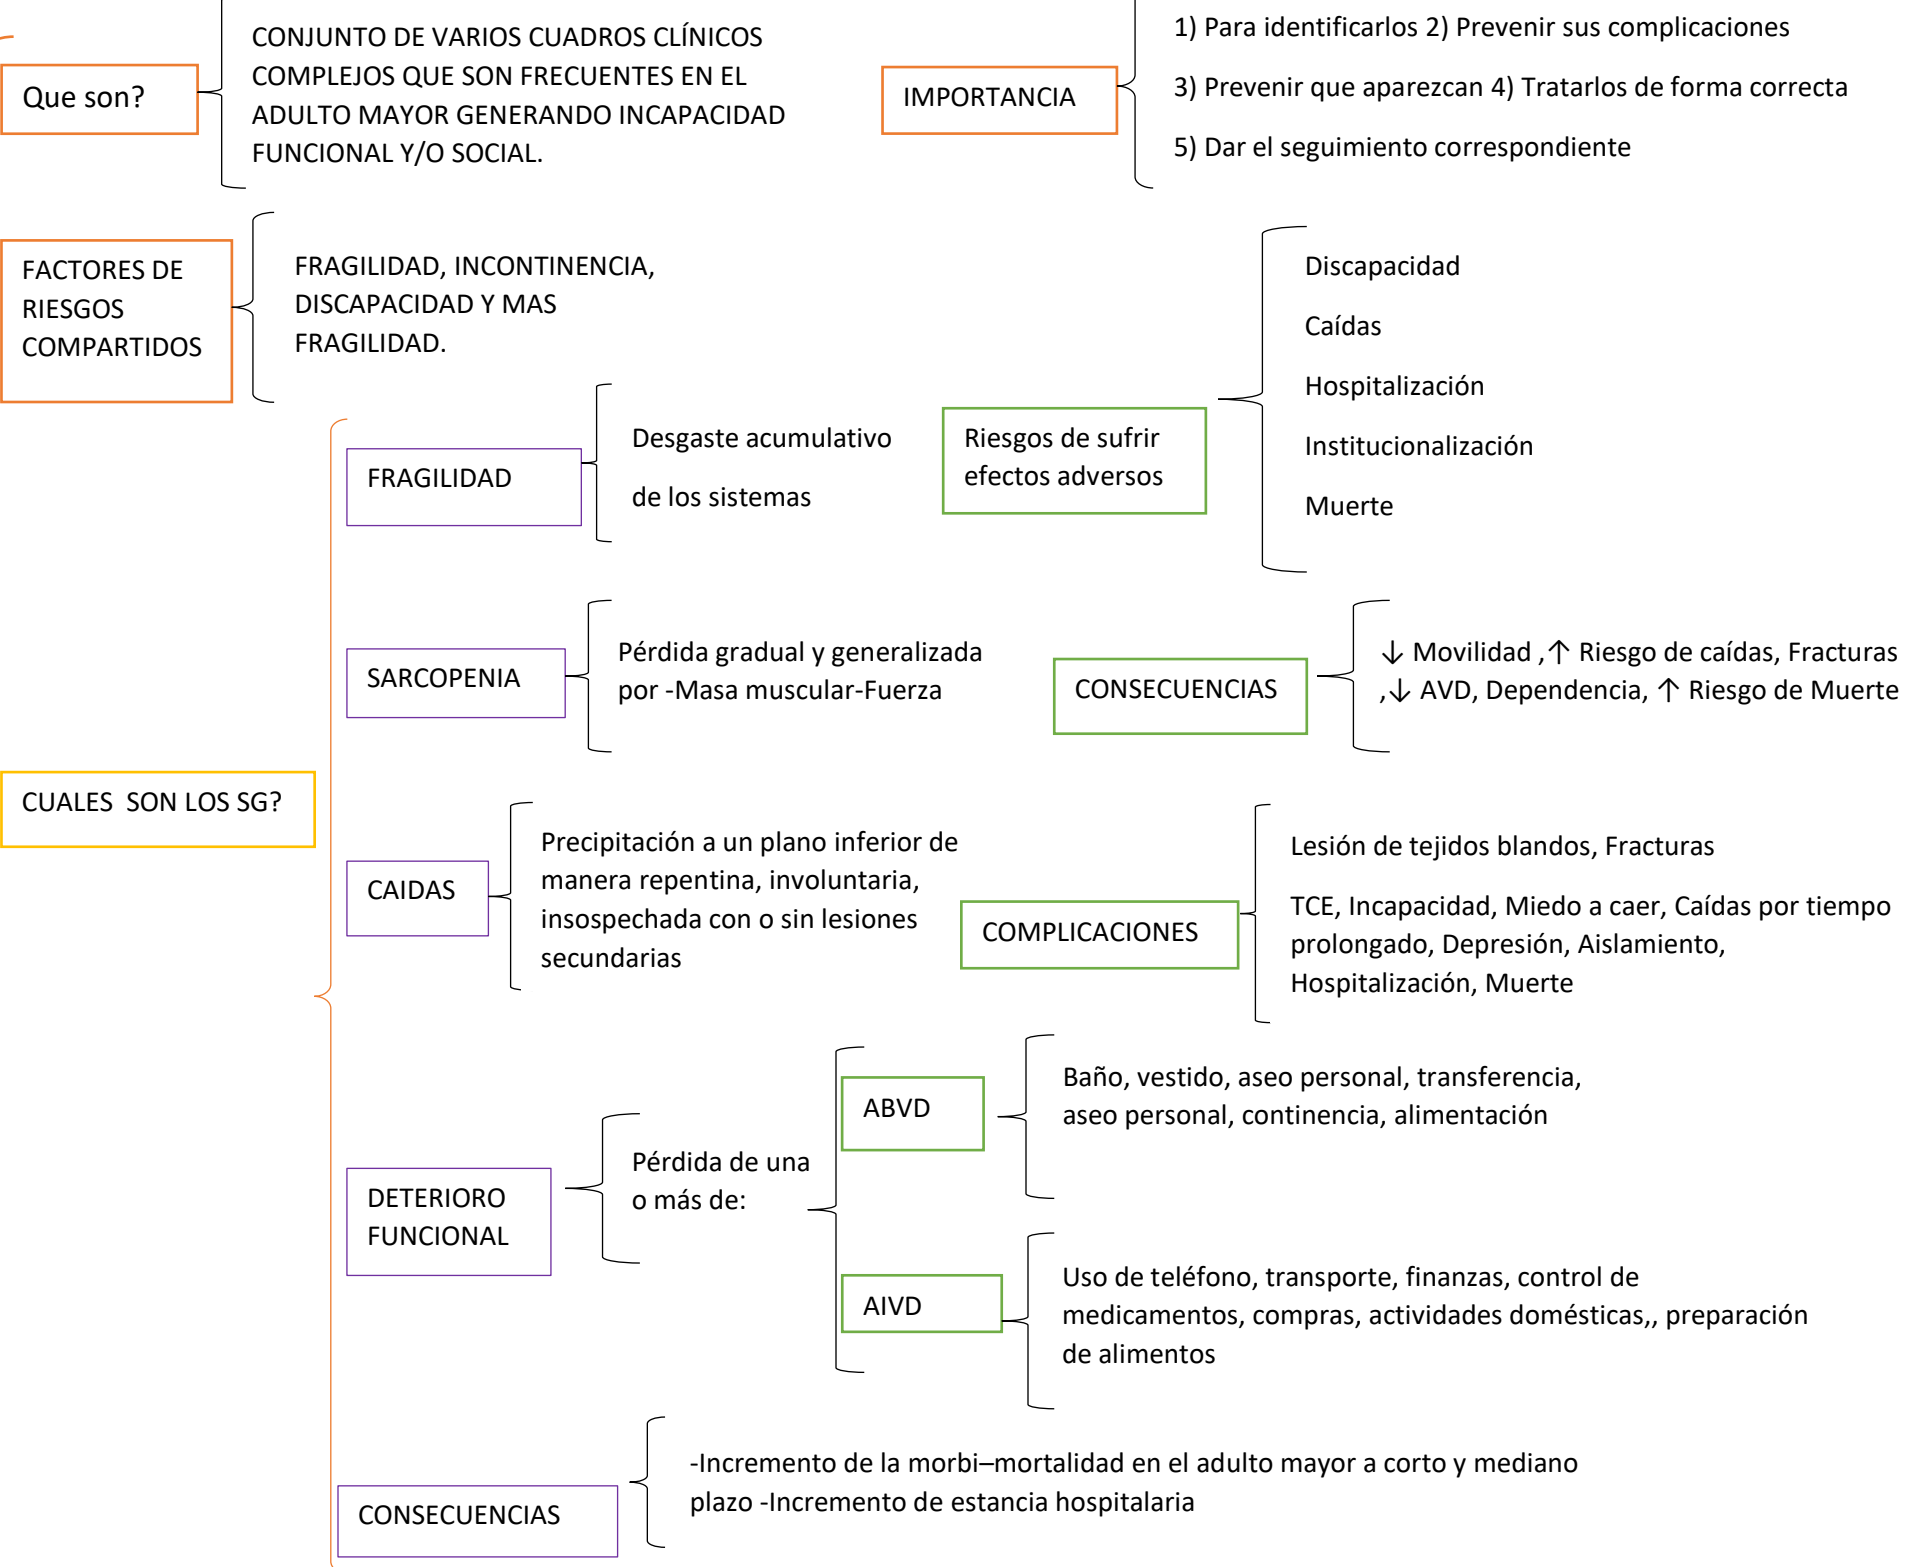 Que son?
CONJUNTO DE VARIOS CUADROS CLÍNICOS
COMPLEJOS QUE SON FRECUENTES EN EL
ADULTO MAYOR GENERANDO INCAPACIDAD
FUNCIONAL Y/O SOCIAL.
IMPORTANCIA
1) Para identificarlos 2) Prevenir sus complicaciones
3) Prevenir que aparezcan 4) Tratarlos de forma correcta
5) Dar el seguimiento correspondiente
FACTORES DE
RIESGOS
COMPARTIDOS
FRAGILIDAD, INCONTINENCIA,
DISCAPACIDAD Y MAS
FRAGILIDAD.
CUALES  SON LOS SG?
FRAGILIDAD
Desgaste acumulativo
de los sistemas
Riesgos de sufrir
efectos adversos
Discapacidad
Caídas
Hospitalización
Institucionalización
Muerte
SARCOPENIA
Pérdida gradual y generalizada
por -Masa muscular-Fuerza
CONSECUENCIAS
↓ Movilidad ,↑ Riesgo de caídas, Fracturas
,↓ AVD, Dependencia, ↑ Riesgo de Muerte
CAIDAS
Precipitación a un plano inferior de
manera repentina, involuntaria,
insospechada con o sin lesiones
secundarias
COMPLICACIONES
Lesión de tejidos blandos, Fracturas
TCE, Incapacidad, Miedo a caer, Caídas por tiempo
prolongado, Depresión, Aislamiento,
Hospitalización, Muerte
DETERIORO
FUNCIONAL
Pérdida de una
o más de:
ABVD
Baño, vestido, aseo personal, transferencia,
aseo personal, continencia, alimentación
AIVD
Uso de teléfono, transporte, finanzas, control de
medicamentos, compras, actividades domésticas,, preparación
de alimentos
CONSECUENCIAS
-Incremento de la morbi–mortalidad en el adulto mayor a corto y mediano
plazo -Incremento de estancia hospitalaria